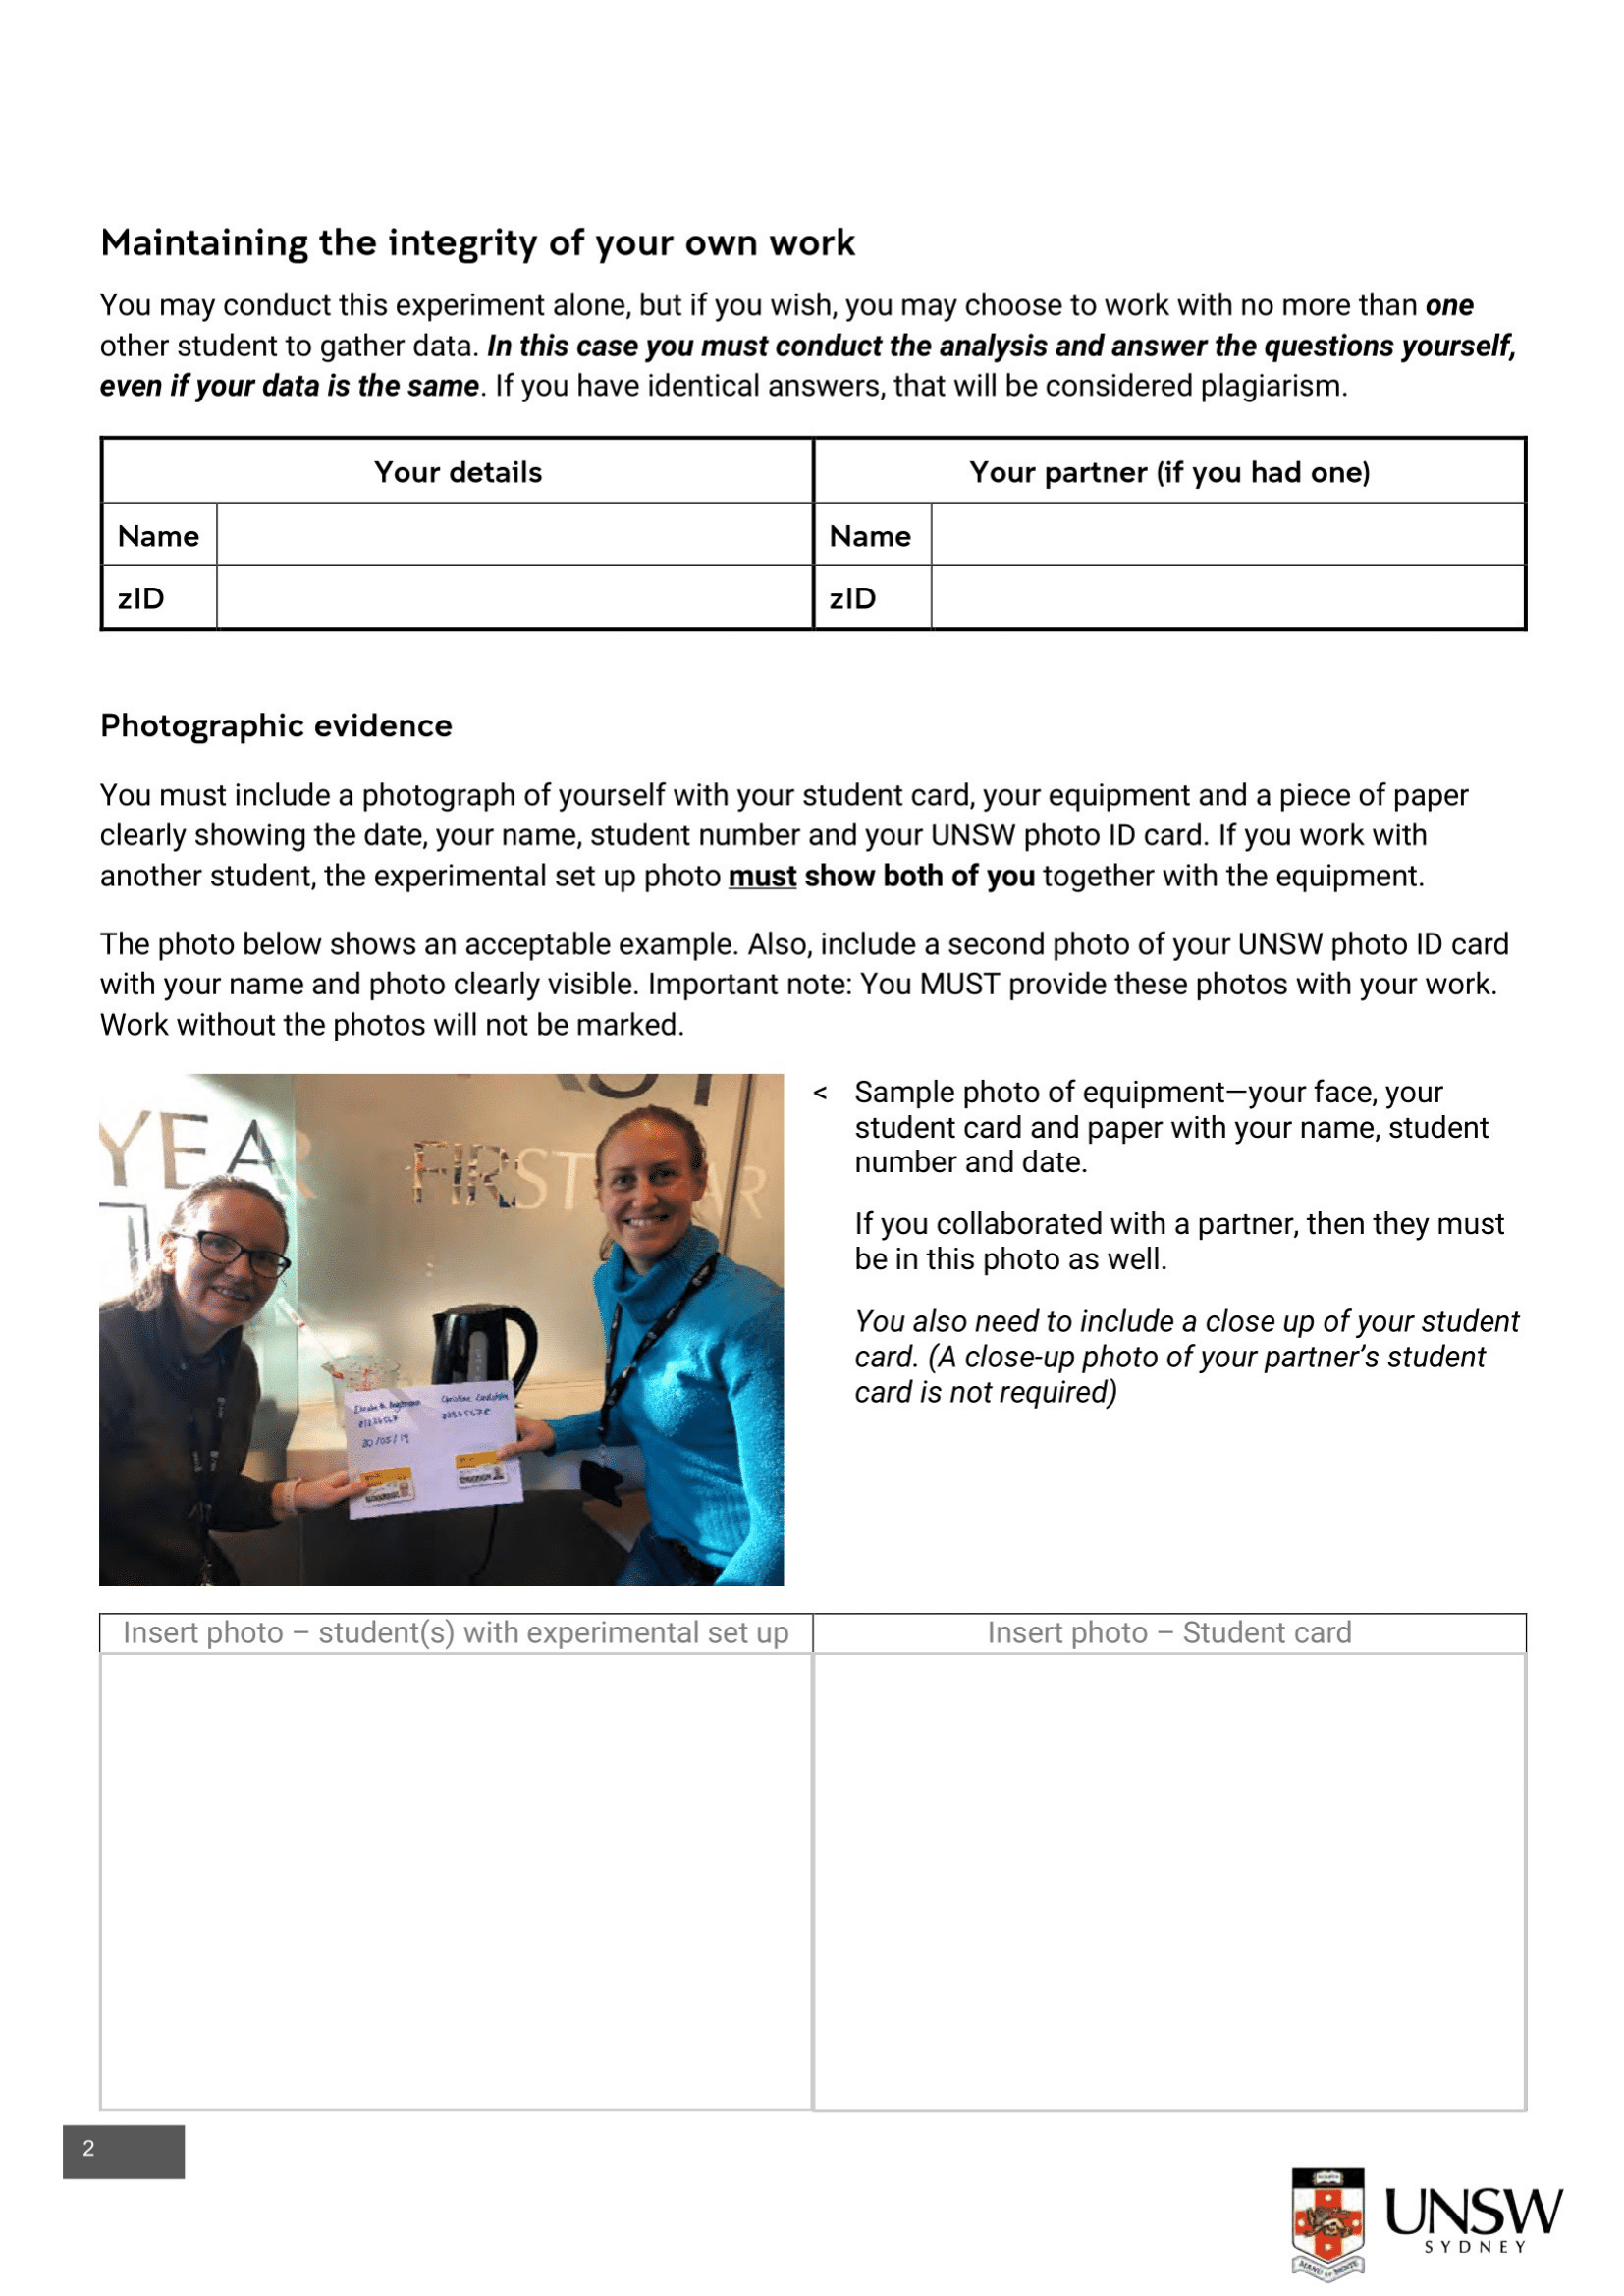 Maintaining the integrity of your own work
You may conduct this experiment alone, but if you wish, you may choose to work with no more than one
other student to gather data. In this case you must conduct the analysis and answer the questions yourself,
even if your data is the same. If you have identical answers, that will be considered plagiarism.
Your details
Your partner (if you had one)
Name
Name
zID
zID
Photographic evidence
You must include a photograph of yourself with your student card, your equipment and a piece of paper
clearly showing the date, your name, student number and your UNSW photo ID card. If you work with
another student, the experimental set up photo must show both of you together with the equipment.
The photo below shows an acceptable example. Also, include a second photo of your UNSW photo ID card
with your name and photo clearly visible. Important note: You MUST provide these photos with your work.
Work without the photos will not be marked.
YEAR
FIRST
30/05/19
< Sample photo of equipment—your face, your
student card and paper with your name, student
number and date.
If you collaborated with a partner, then they must
be in this photo as well.
You also need to include a close up of your student
card. (A close-up photo of your partner's student
card is not required)
Insert photo – student(s) with experimental set up
Insert photo – Student card
2
UNSW
SYDNEY